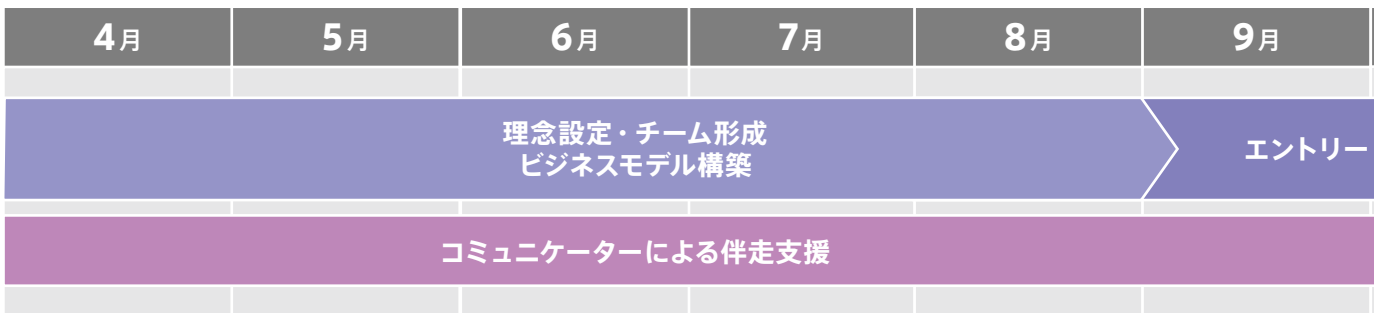 4月 5月 6月 7月 8月 9月
理念設定・チーム形成
ビジネスモデル構築
エントリー
コミュニケーターによる伴走支援